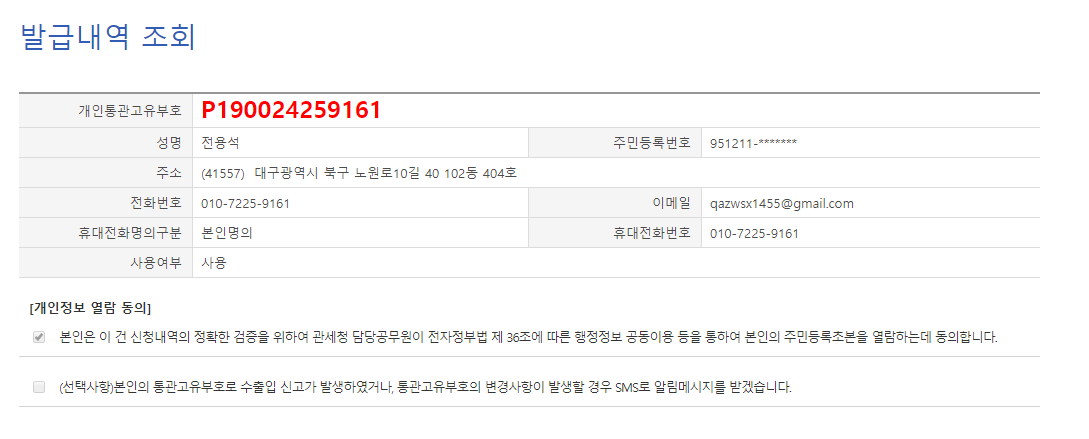 발급내역 조회
개인통관고유부호 P190024259161
성명 전용석 주민등록번호 951211-*******
주소 (41557) 대구광역시 북구 노원로10길 40 102동 404호
전화번호 010-7225-9161 이메일 qazwsx1455@gmail.com
휴대전화명의구분 본인명의 휴대전화번호 010-7225-9161
사용여부 사용
[개인정보 열람 동의]
본인은 이 건 신청내역의 정확한 검증을 위하여 관세청 담당공무원이 전자정부법 제 36조에 따른 행정정보 공동이용 등을 통하여 본인의 주민등록초본을 열람하는데 동의합니다.
(선택사항)본인의 통관고유부호로 수출입 신고가 발생하였거나, 통관고유부호의 변경사항이 발생할 경우 SMS로 알림메시지를 받겠습니다.